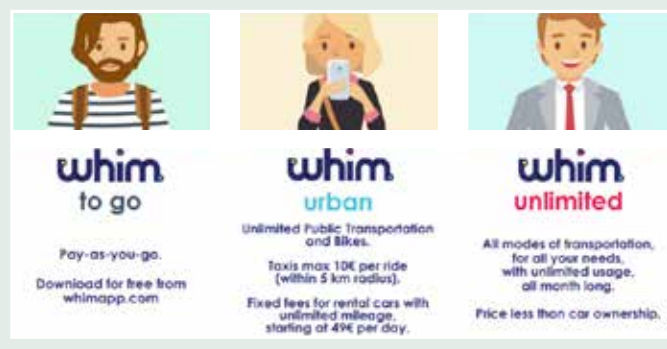 whim
to go
Pay-as-you-go.
Download for free from
whimapp.com
whim
urban
Unlimited Public Transportation
and Bikes.
Taxis max 10€ per ride
(within 5 km radius).
Fixed fees for rental cars with
unlimited mileage,
starting at 49€ per day.
whim
unlimited
All modes of transportation,
for all your needs,
with unlimited usage,
all month long.
Price less than car ownership.